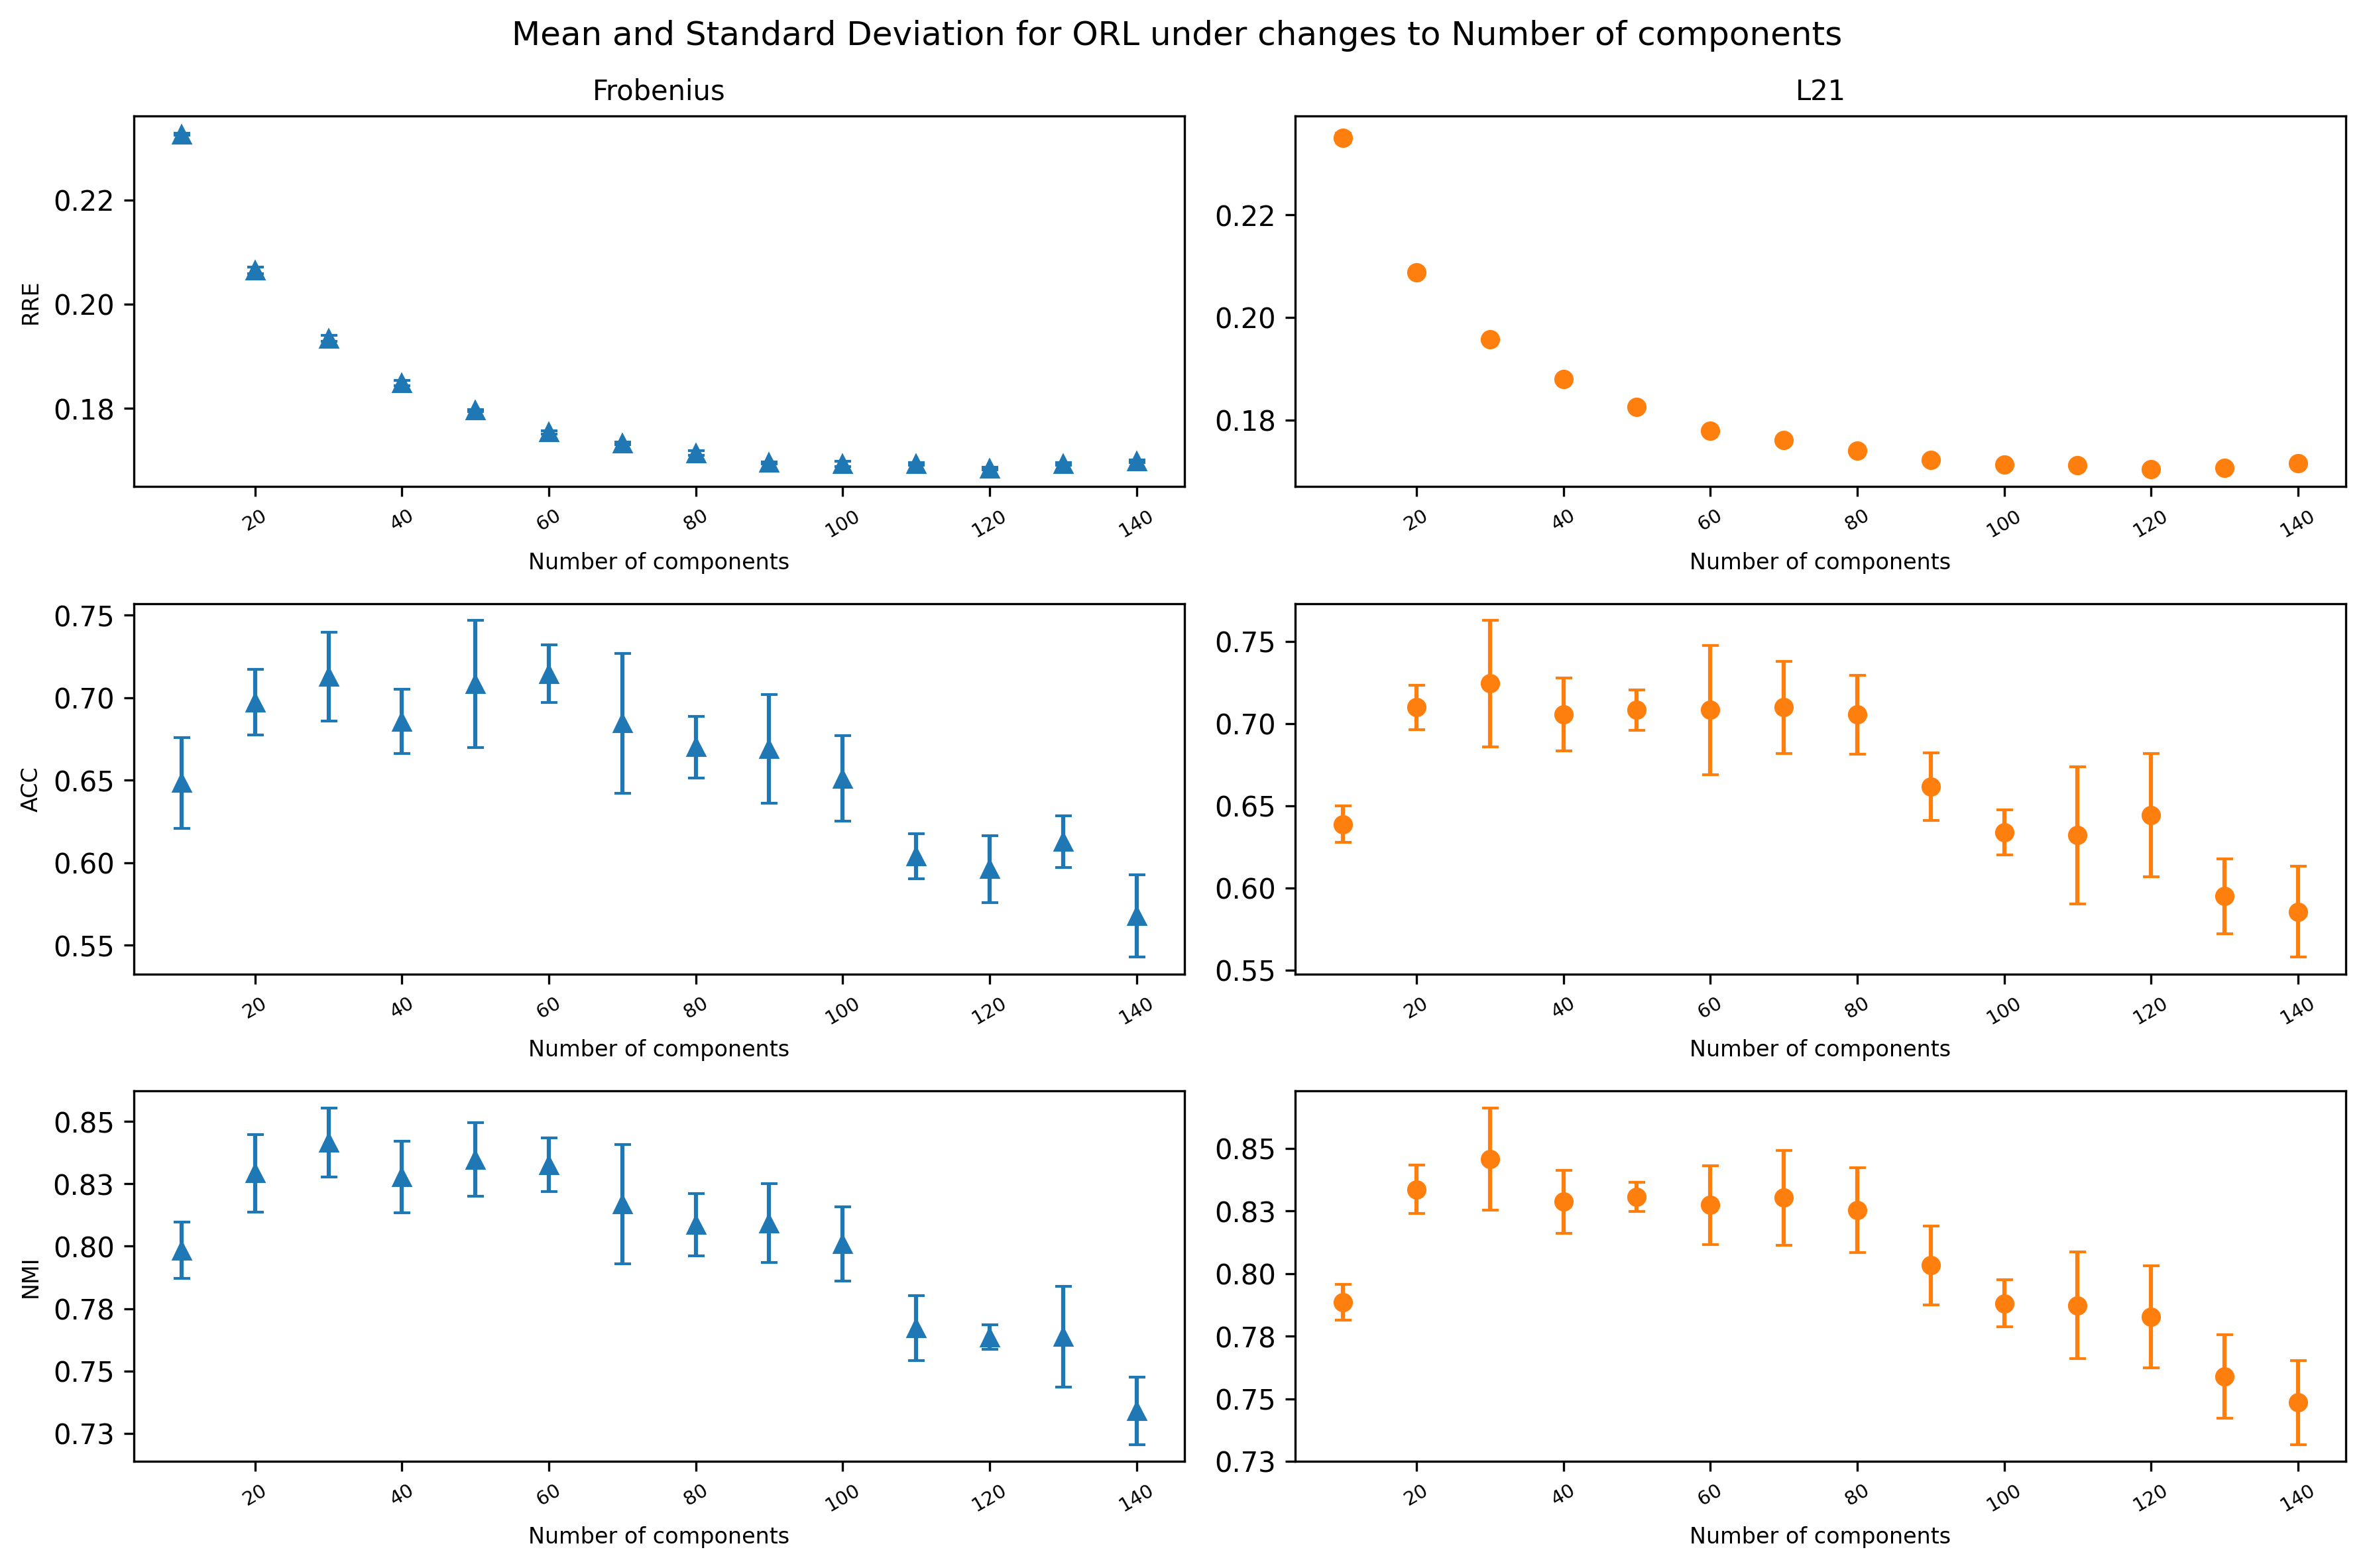 Mean and Standard Deviation for ORL under changes to Number of components
Frobenius
L21
RRE
0.22
0.20
0.18
20 40 60 80 100 120 140
Number of components
0.22
0.20
0.18
20 40 60 80 100 120 140
Number of components
ACC
0.75
0.70
0.65
0.60
0.55
20 40 60 80 100 120 140
Number of components
0.75
0.70
0.65
0.60
0.55
20 40 60 80 100 120 140
Number of components
NMI
0.85
0.83
0.80
0.78
0.75
0.73
20 40 60 80 100 120 140
Number of components
0.85
0.83
0.80
0.78
0.75
0.73
20 40 60 80 100 120 140
Number of components